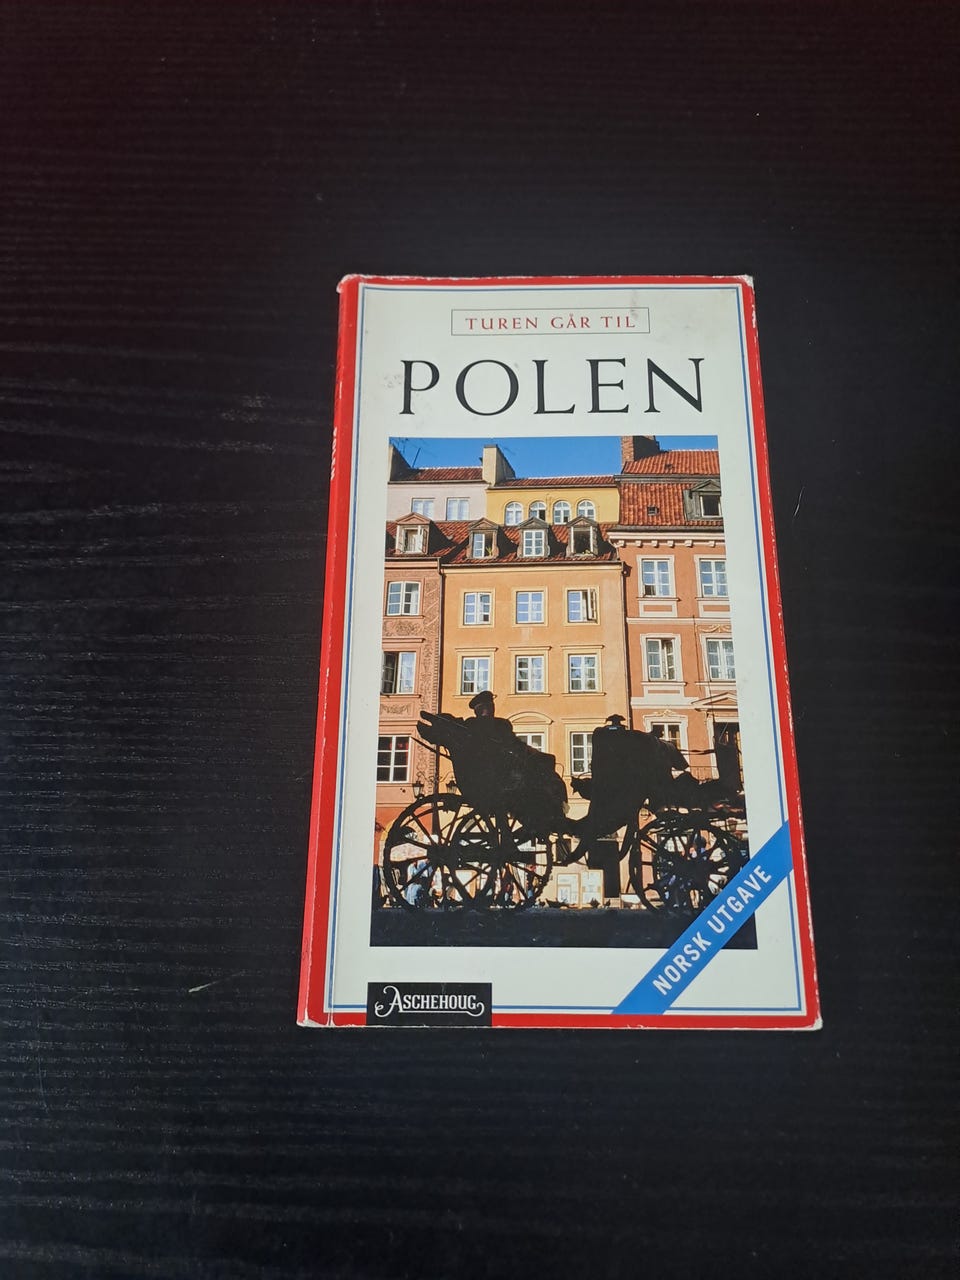 TUREN GÅR TIL
POLEN
NORSK UTGAVE
ASCHEHOUG